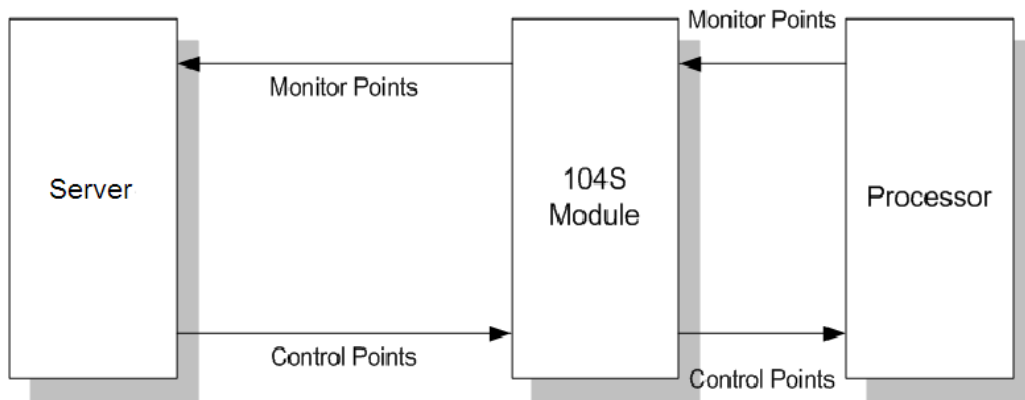 Monitor Points
Monitor Points
Server
104S
Module
Processor
Control Points
Control Points